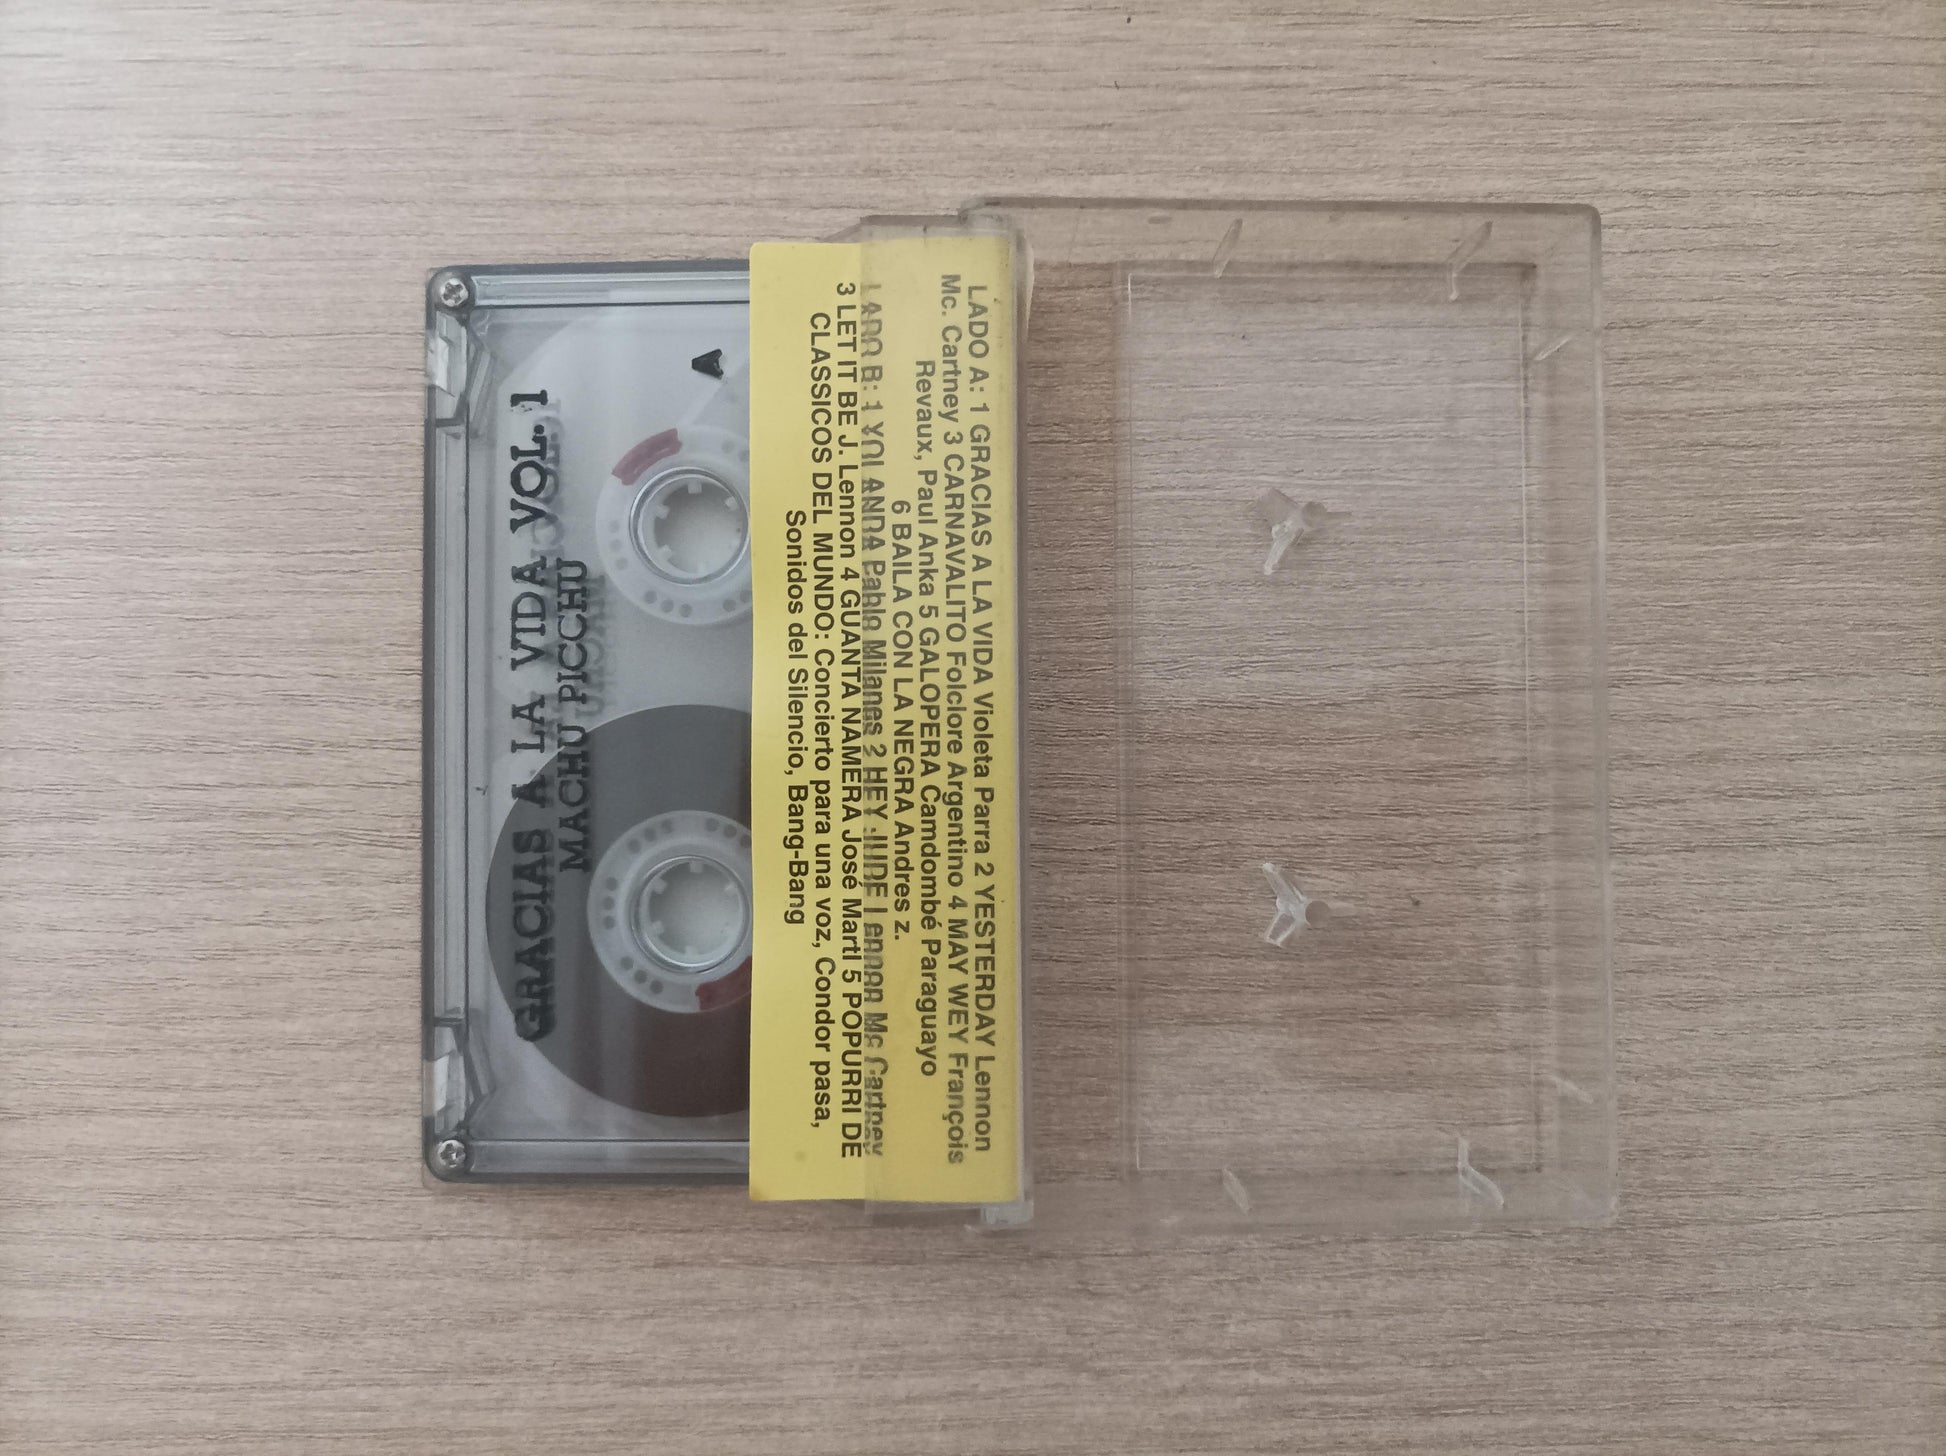 LADO A: 1 GRACIAS A LA VIDA Violeta Parra 2 YESTERDAY Lennon
Mc. Cartney 3 CARNAVALITO Folclore Argentino 4 MAY WEY François
Revaux, Paul Anka 5 GALOPERA Camdombé Paraguayo
6 BAILA CON LA NEGRA Andres z.
LADO B: 1 YOLANDA Pablo Milanes 2 HEY JUDE Lennon Mc Cartney
3 LET IT BE J. Lennon 4 GUANTA NAMERA José Martl 5 POPURRI DE
CLASSICOS DEL MUNDO: Concierto para una voz, Condor pasa,
Sonidos del Silencio, Bang-Bang
A
MACHU PICCHU
GRACIAS A LA VIDA VOL. 1